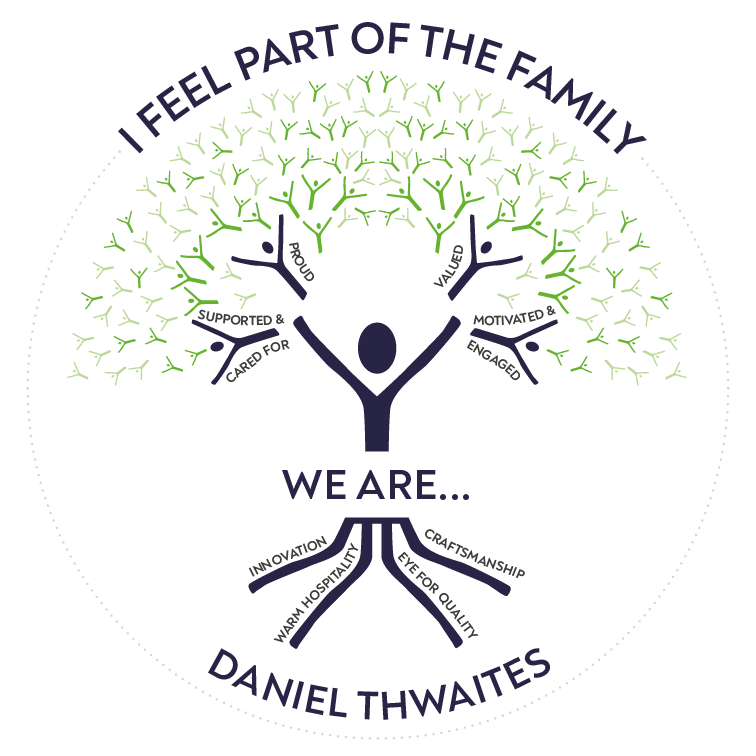 I FEEL PART OF THE FAMILY
PROUD
VALUED
SUPPORTED &
CARED FOR
MOTIVATED &
ENGAGED
WE ARE...
INNOVATION
WARM HOSPITALITY
EYE FOR QUALITY
CRAFTSMANSHIP
DANIEL THWAITES